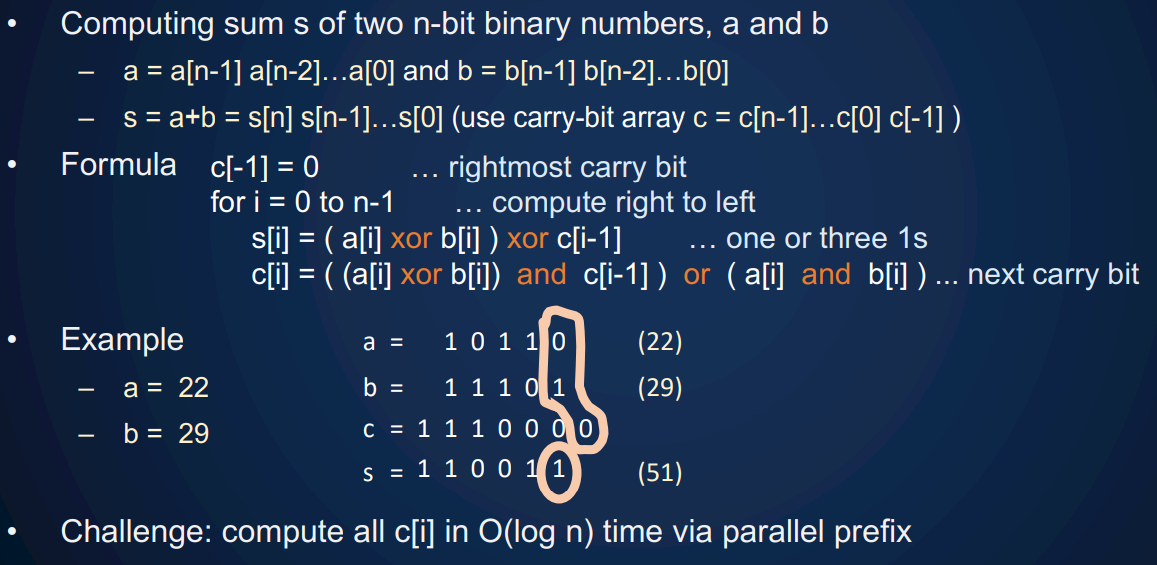 • Computing sum s of two n-bit binary numbers, a and b
– a = a[n-1] a[n-2]…a[0] and b = b[n-1] b[n-2]…b[0]
– s = a+b = s[n] s[n-1]…s[0] (use carry-bit array c = c[n-1]…c[0] c[-1] )
• Formula c[-1] = 0 … rightmost carry bit
for i = 0 to n-1 … compute right to left
s[i] = ( a[i] xor b[i] ) xor c[i-1] … one or three 1s
c[i] = ( (a[i] xor b[i]) and c[i-1] ) or ( a[i] and b[i] ) … next carry bit
• Example a = 1 0 1 1 0 (22)
– a = 22 b = 1 1 1 0 1 (29)
– b = 29 c = 1 1 1 0 0 0 0
s = 1 1 0 0 1 1 (51)
• Challenge: compute all c[i] in O(log n) time via parallel prefix